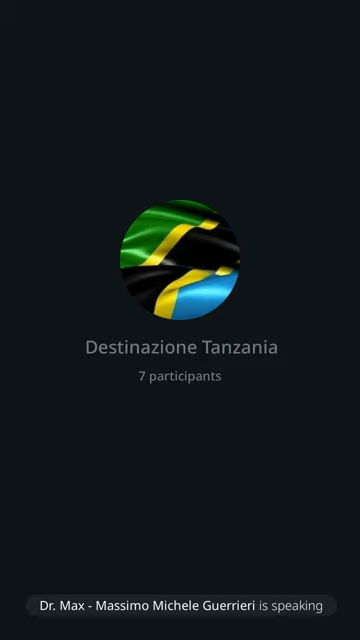 Destinazione Tanzania
7 participants
Dr. Max - Massimo Michele Guerrieri is speaking